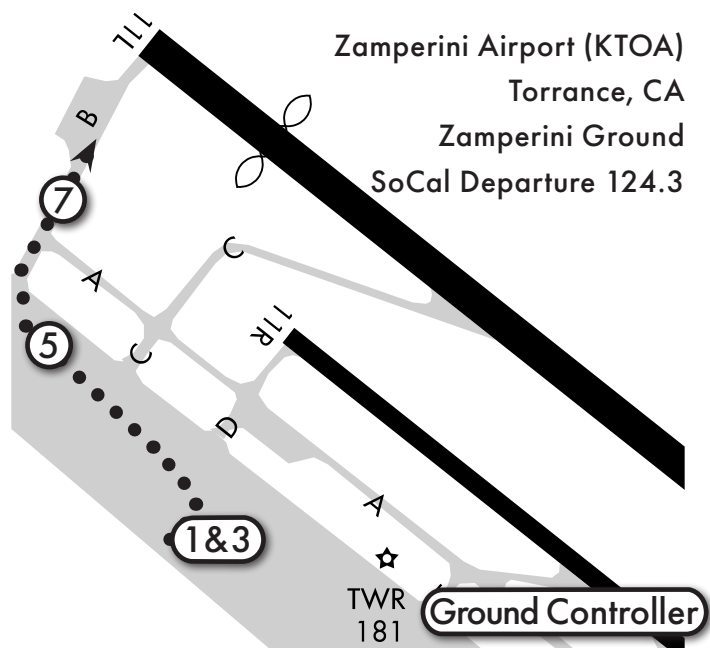 11L
Zamperini Airport (KTOA)
Torrance, CA
Zamperini Ground
SoCal Departure 124.3
B
7
C
A
11R
5
C
D
A
1&3
TWR
181
Ground Controller